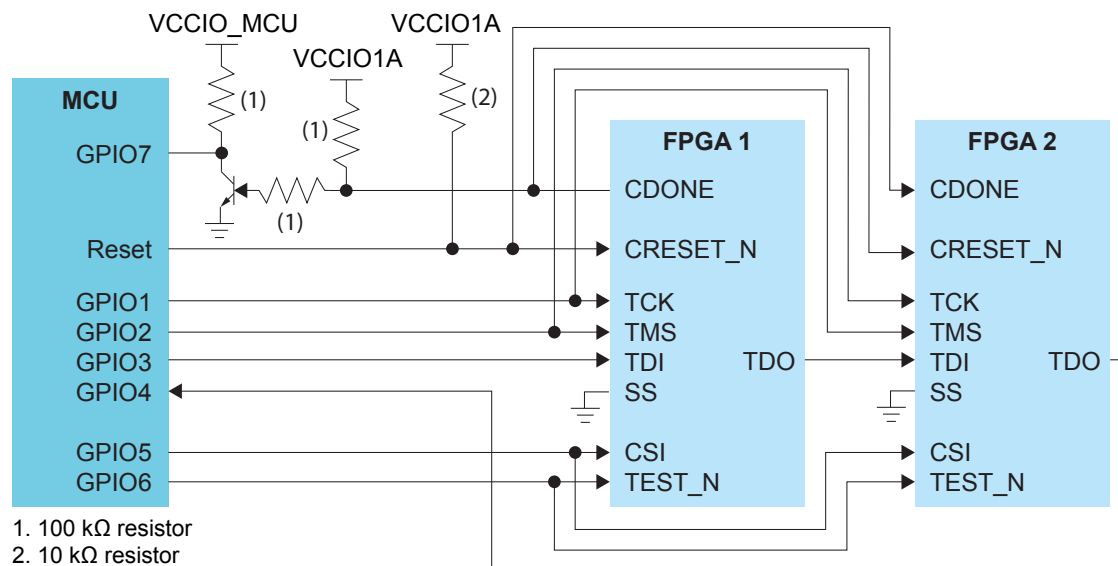 VCCIO_MCU
VCCIO1A
VCCIO1A
(1)
(2)
(1)
(1)
MCU
GPIO7
Reset
GPIO1
GPIO2
GPIO3
GPIO4
GPIO5
GPIO6
FPGA 1
CDONE
CRESET_N
TCK
TMS
TDI
TDO
SS
CSI
TEST_N
FPGA 2
CDONE
CRESET_N
TCK
TMS
TDI
TDO
SS
CSI
TEST_N
1. 100 kΩ resistor
2. 10 kΩ resistor